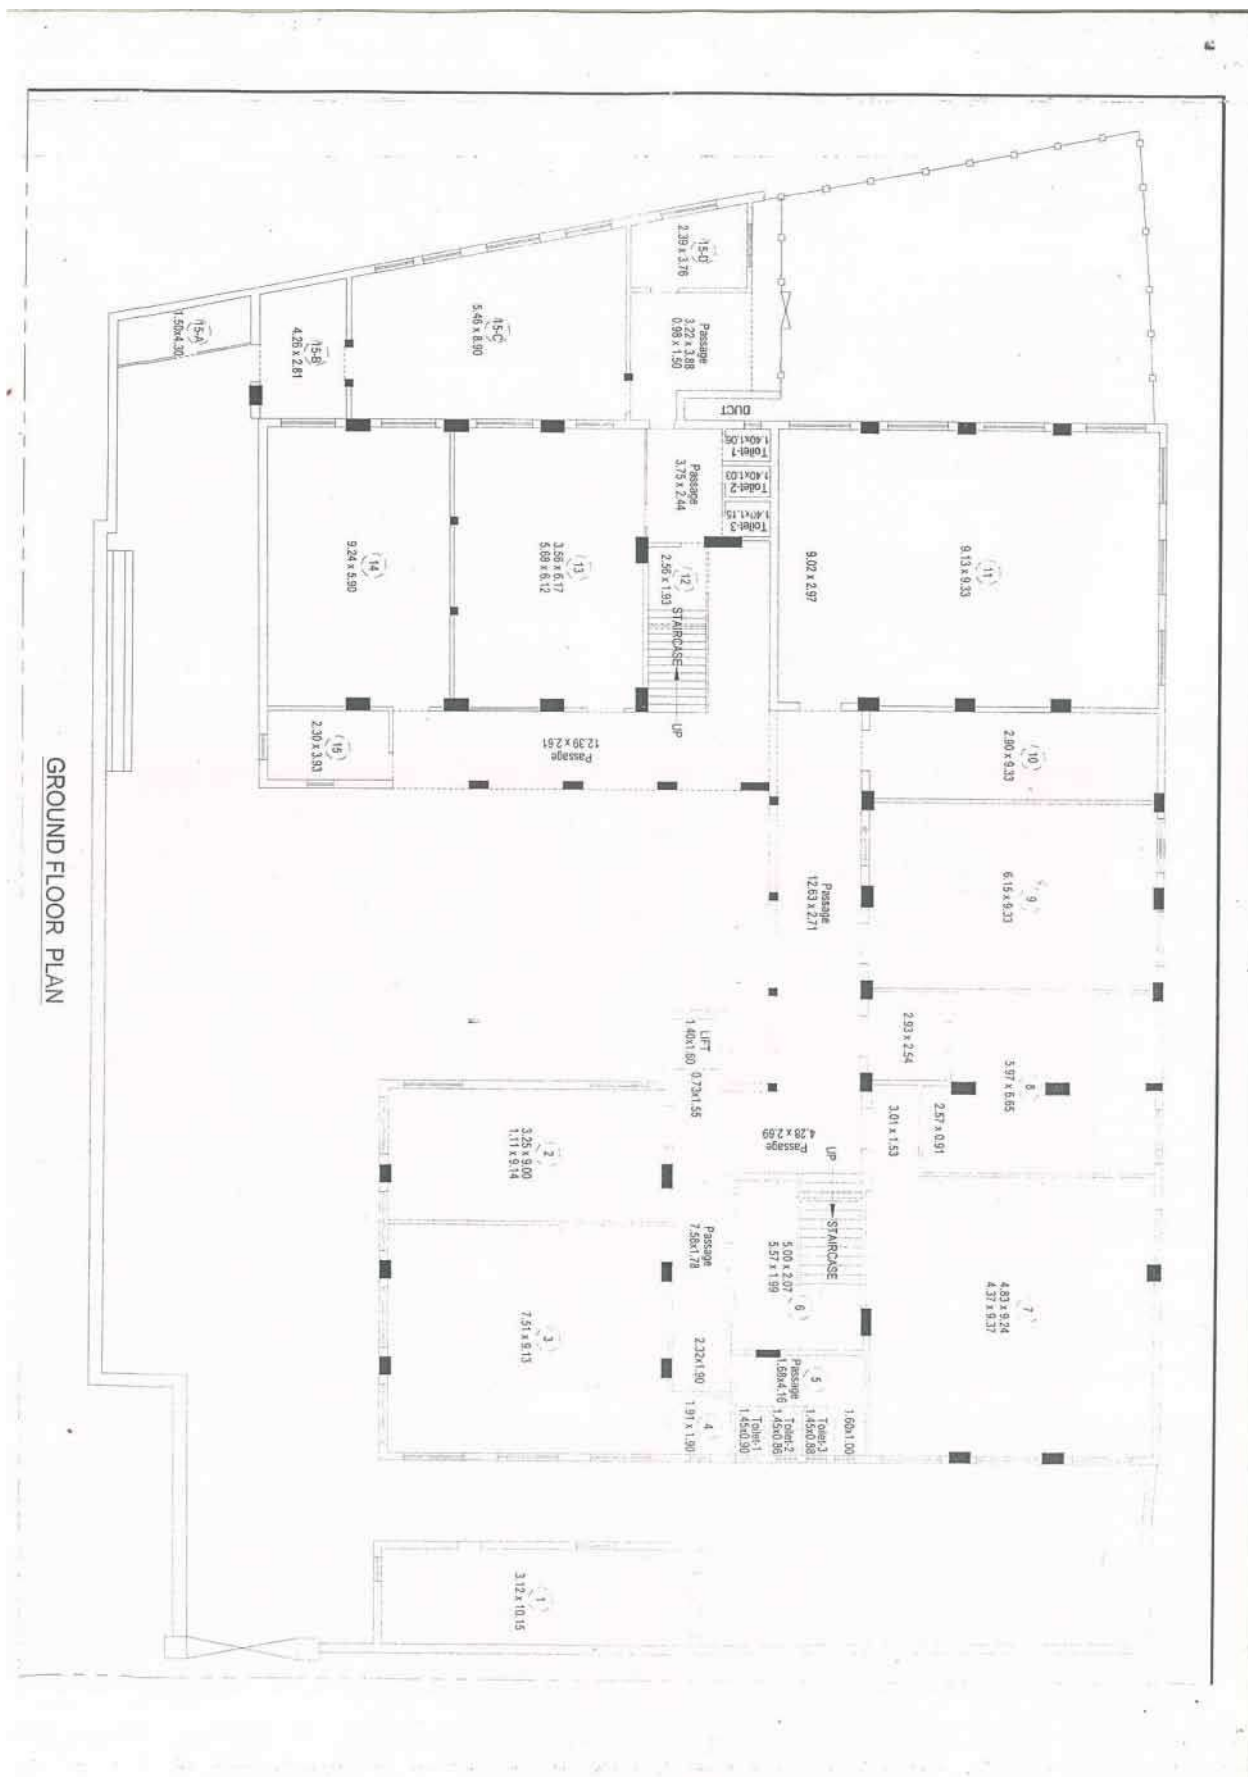 15-D
2.39 x 3.76
Passage
3.22 x 3.88
0.98 x 1.50
15-C
5.46 x 8.90
15-B
4.26 x 2.81
15-A
1.50x4.30
DUCT
Toilet-1
1.40x1.06
Toilet-2
1.40x1.03
Toilet-3
1.40x1.15
Passage
3.75 x 2.44
11
9.13 x 9.33
9.02 x 2.97
12
2.56 x 1.93
STAIRCASE
UP
13
3.56 x 6.17
5.69 x 6.12
14
9.24 x 5.90
15
2.30 x 3.93
Passage
12.39 x 2.61
10
2.90 x 9.33
9
6.15 x 9.33
Passage
12.63 x 2.71
8
5.97 x 6.65
2.93 x 2.54
2.57 x 0.91
3.01 x 1.53
LIFT
1.40x1.60
0.73x1.55
Passage
4.28 x 2.69
UP
STAIRCASE
2
3.25 x 9.00
1.11 x 9.14
Passage
7.58x1.78
6
5.00 x 2.07
5.57 x 1.99
7
4.83 x 9.24
4.37 x 9.37
3
7.51 x 9.13
2.32x1.90
5
Passage
1.68x4.16
4
1.91 x 1.90
Toilet-1
1.45x0.90
Toilet-2
1.45x0.86
Toilet-3
1.45x0.88
1.60x1.00
1
3.12 x 10.15
GROUND FLOOR PLAN